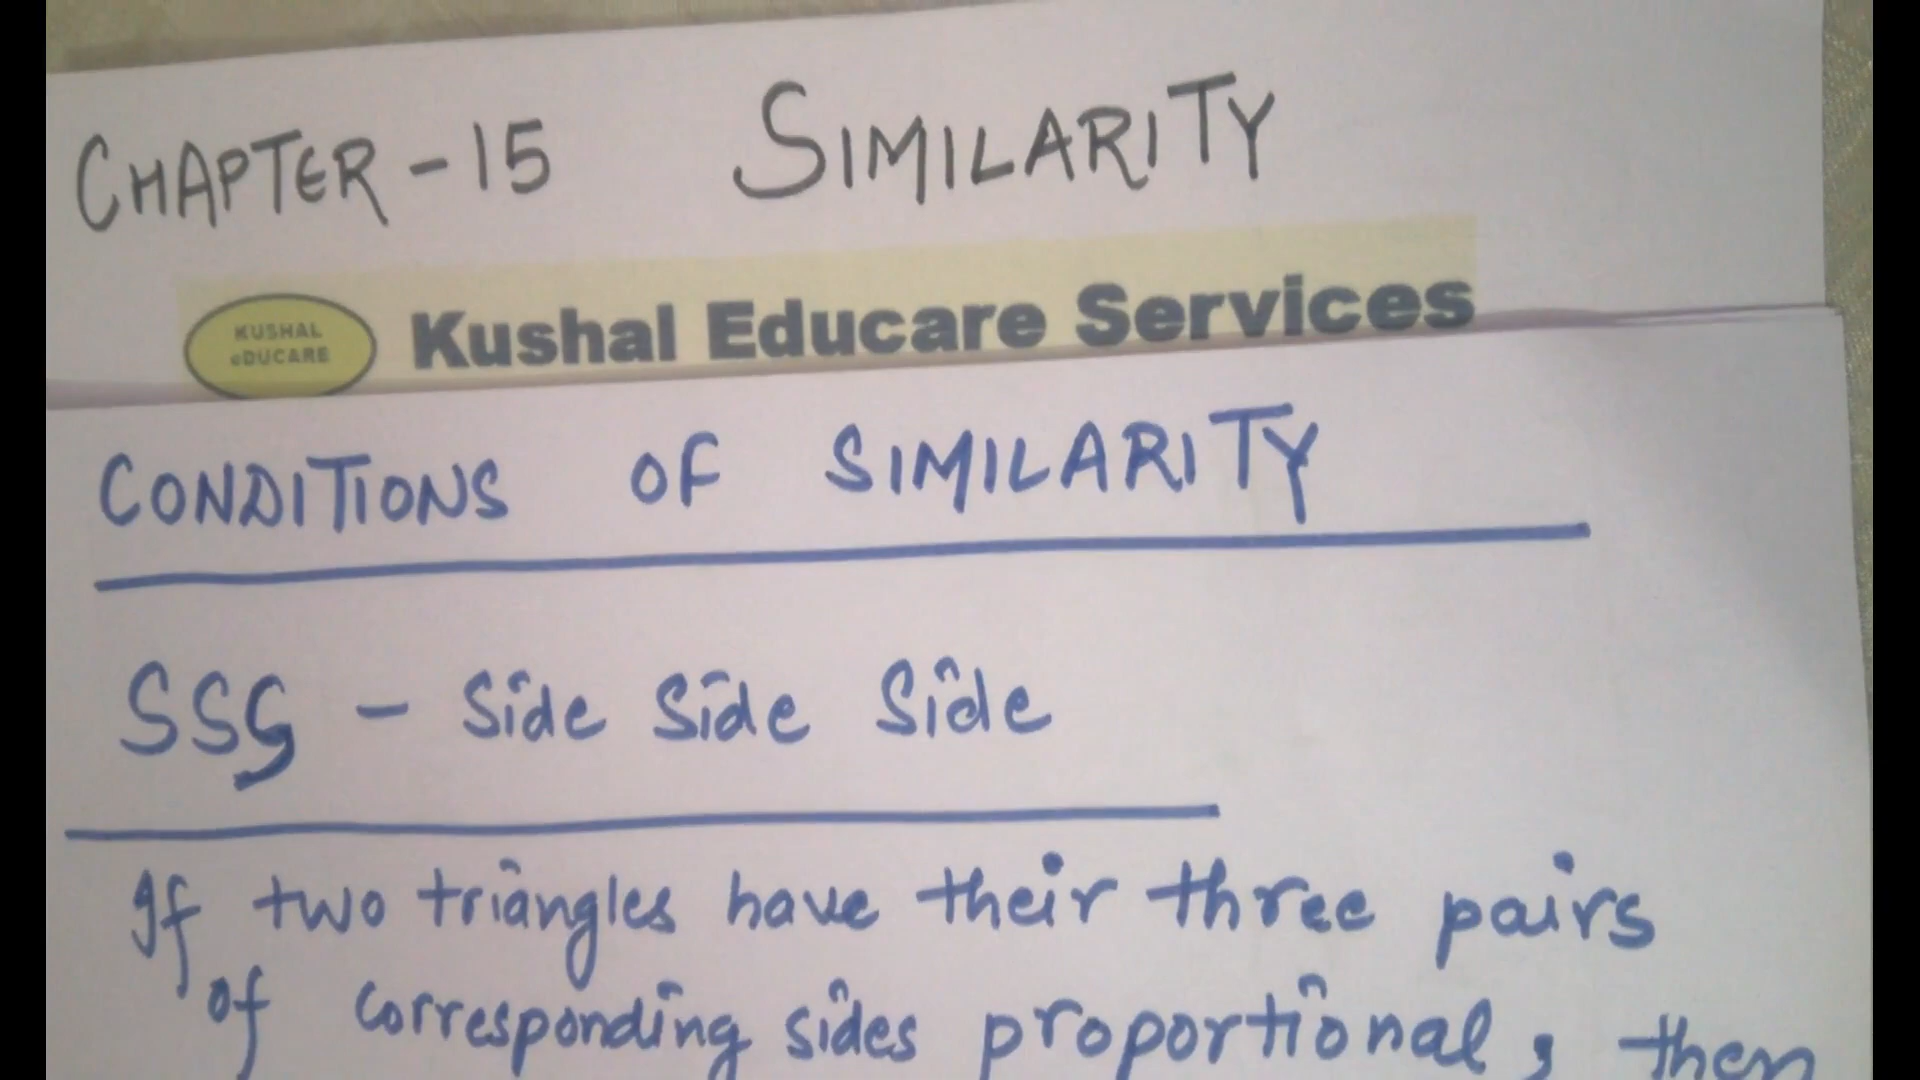 CHAPTER - 15 SIMILARITY
KUSHAL
eDUCARE
Kushal Educare Services
CONDITIONS OF SIMILARITY
SSS - Side Side Side
If two triangles have their three pairs
of corresponding sides proportional, then